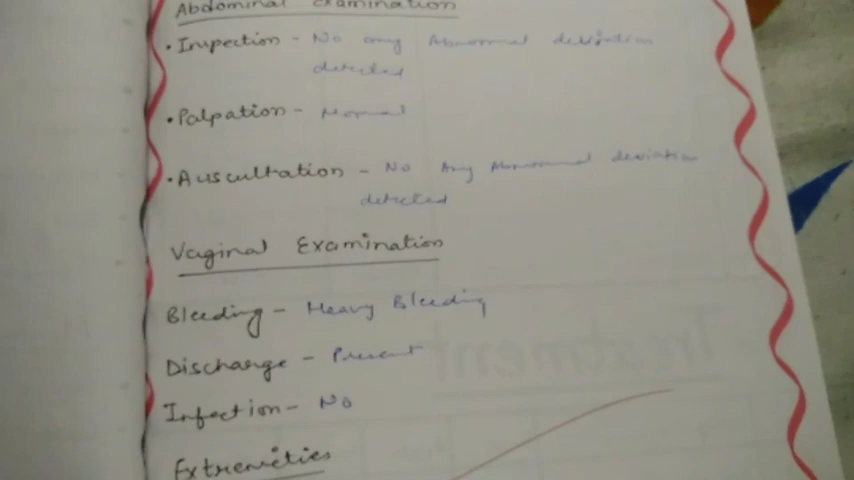 Abdominal Examination
• Inspection - No any Abnormal deviation
detected
• Palpation - Normal
• Auscultation - No Any Abnormal deviation
detected
Vaginal Examination
Bleeding - Heavy Bleeding
Discharge - Present
Infection - No
Extremities
Treatment